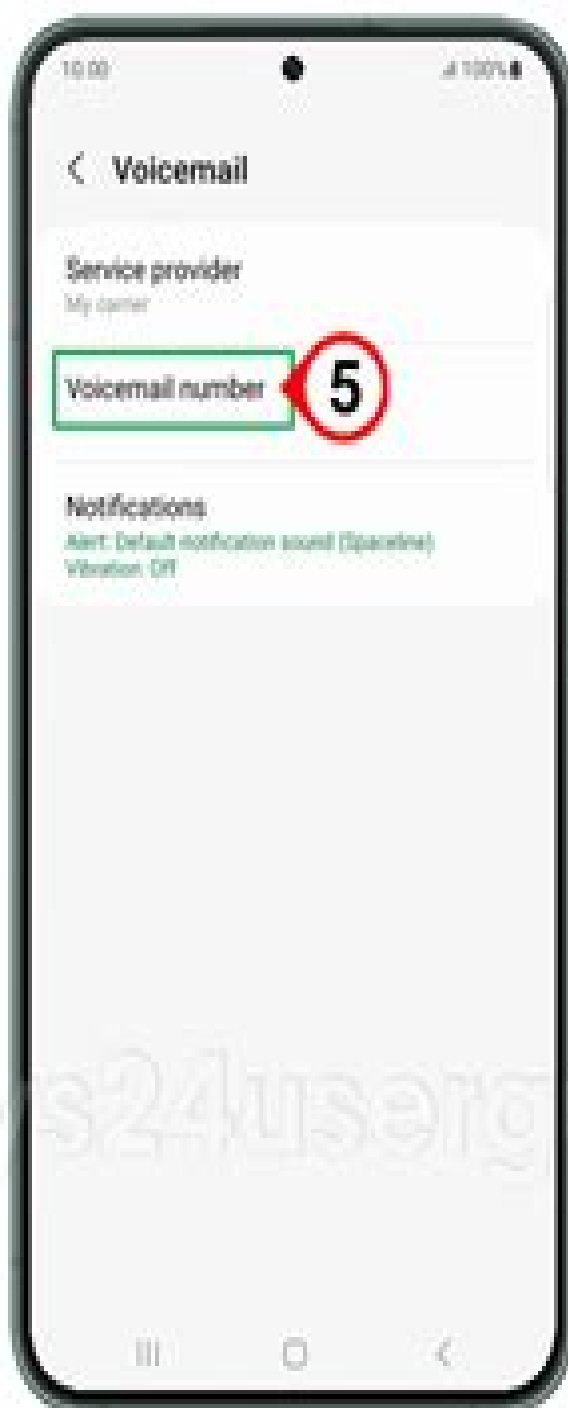 10:00
100%
Voicemail
Service provider
My carrier
Voicemail number
5
Notifications
Alert: Default notification sound (Spaceline)
Vibration: Off
s24userg